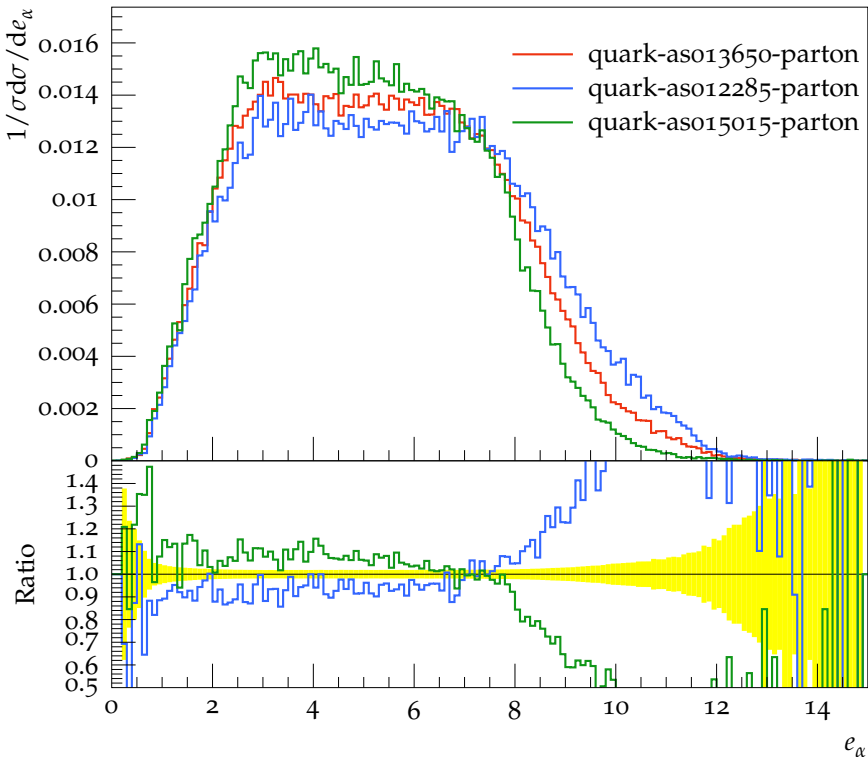 quark-as013650-parton
quark-as012285-parton
quark-as015015-parton
0
0.002
0.004
0.006
0.008
0.01
0.012
0.014
0.016
1/σdσ/de_α
0 2 4 6 8 10 12 14
0.5
0.6
0.7
0.8
0.9
1.0
1.1
1.2
1.3
1.4
e_α
Ratio